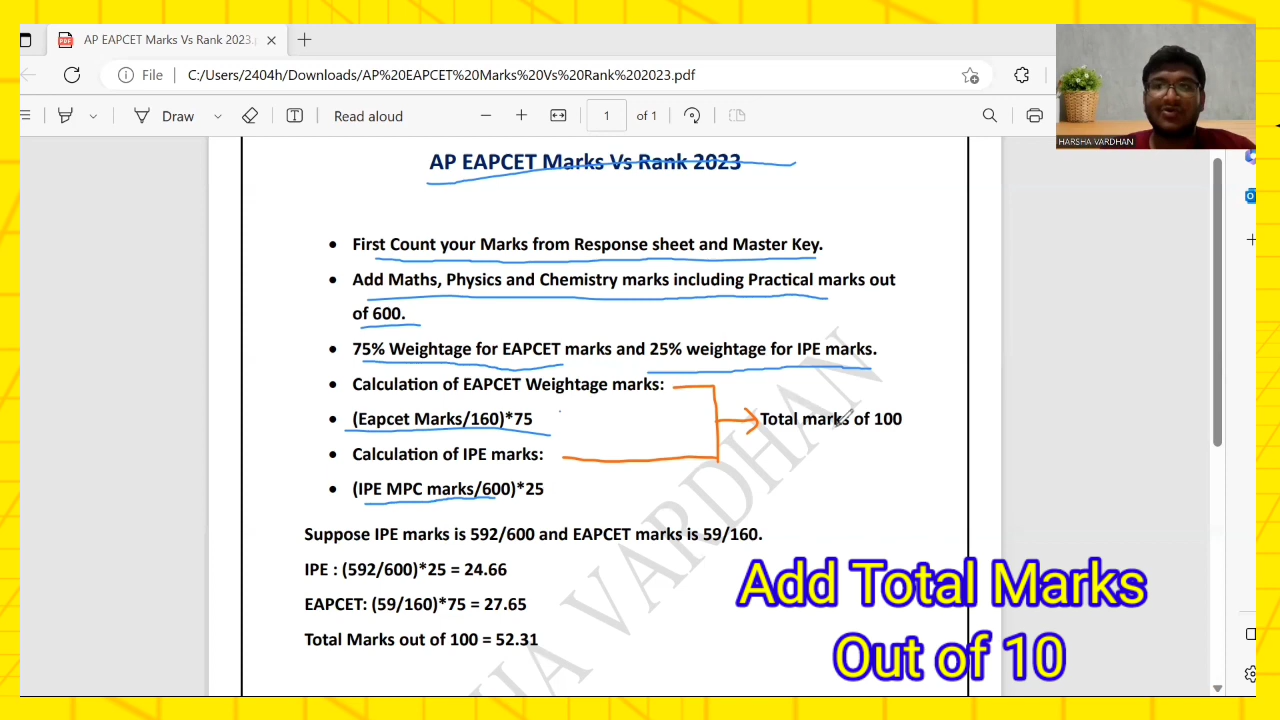 AP EAPCET Marks Vs Rank 2023.
File C:/Users/2404h/Downloads/AP%20EAPCET%20Marks%20Vs%20Rank%202023.pdf
Draw Read aloud 1 of 1
HARSHA VARDHAN
AP EAPCET Marks Vs Rank 2023
• First Count your Marks from Response sheet and Master Key.
• Add Maths, Physics and Chemistry marks including Practical marks out
of 600.
• 75% Weightage for EAPCET marks and 25% weightage for IPE marks.
• Calculation of EAPCET Weightage marks:
• (Eapcet Marks/160)*75 Total marks of 100
• Calculation of IPE marks:
• (IPE MPC marks/600)*25
Suppose IPE marks is 592/600 and EAPCET marks is 59/160.
IPE : (592/600)*25 = 24.66
EAPCET: (59/160)*75 = 27.65
Total Marks out of 100 = 52.31
Add Total Marks
Out of 10
HA VARDHAN